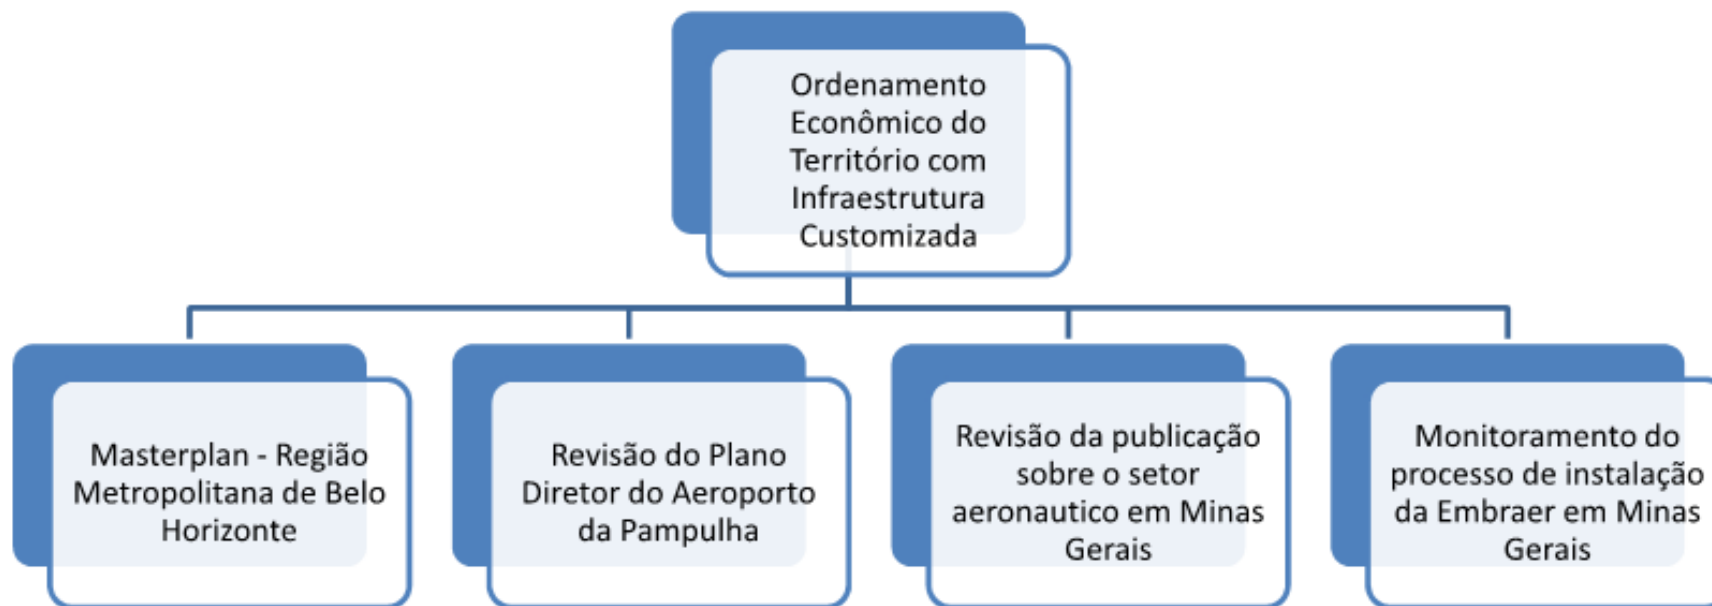 Ordenamento
Econômico do
Território com
Infraestrutura
Customizada
Masterplan - Região
Metropolitana de Belo
Horizonte
Revisão do Plano
Diretor do Aeroporto
da Pampulha
Revisão da publicação
sobre o setor
aeronautico em Minas
Gerais
Monitoramento do
processo de instalação
da Embraer em Minas
Gerais